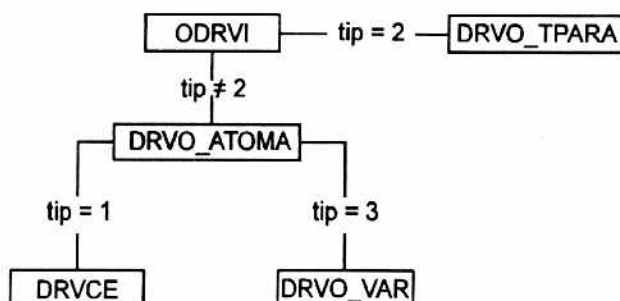 ODRVI tip = 2 DRVO_TPARA
tip ≠ 2
DRVO_ATOMA
tip = 1 tip = 3
DRVCE DRVO_VAR